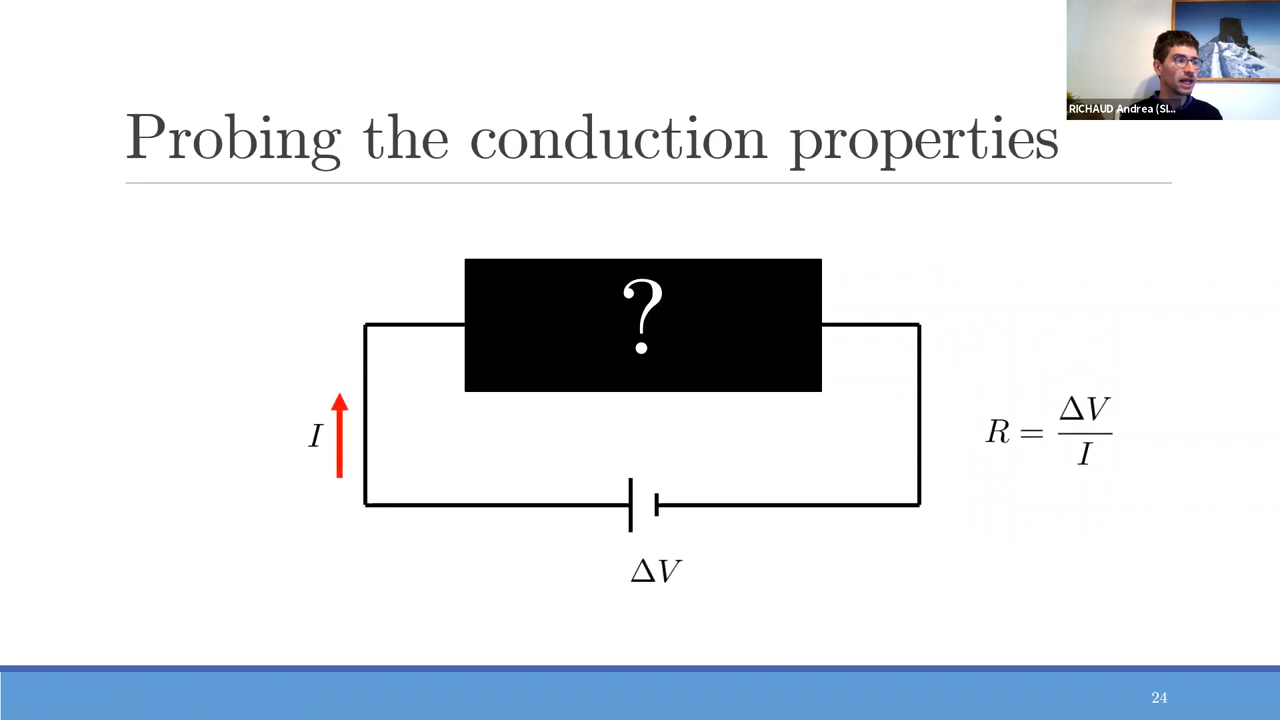 RICHAUD Andrea (SI...
Probing the conduction properties
?
I
R = ΔV / I
ΔV
24